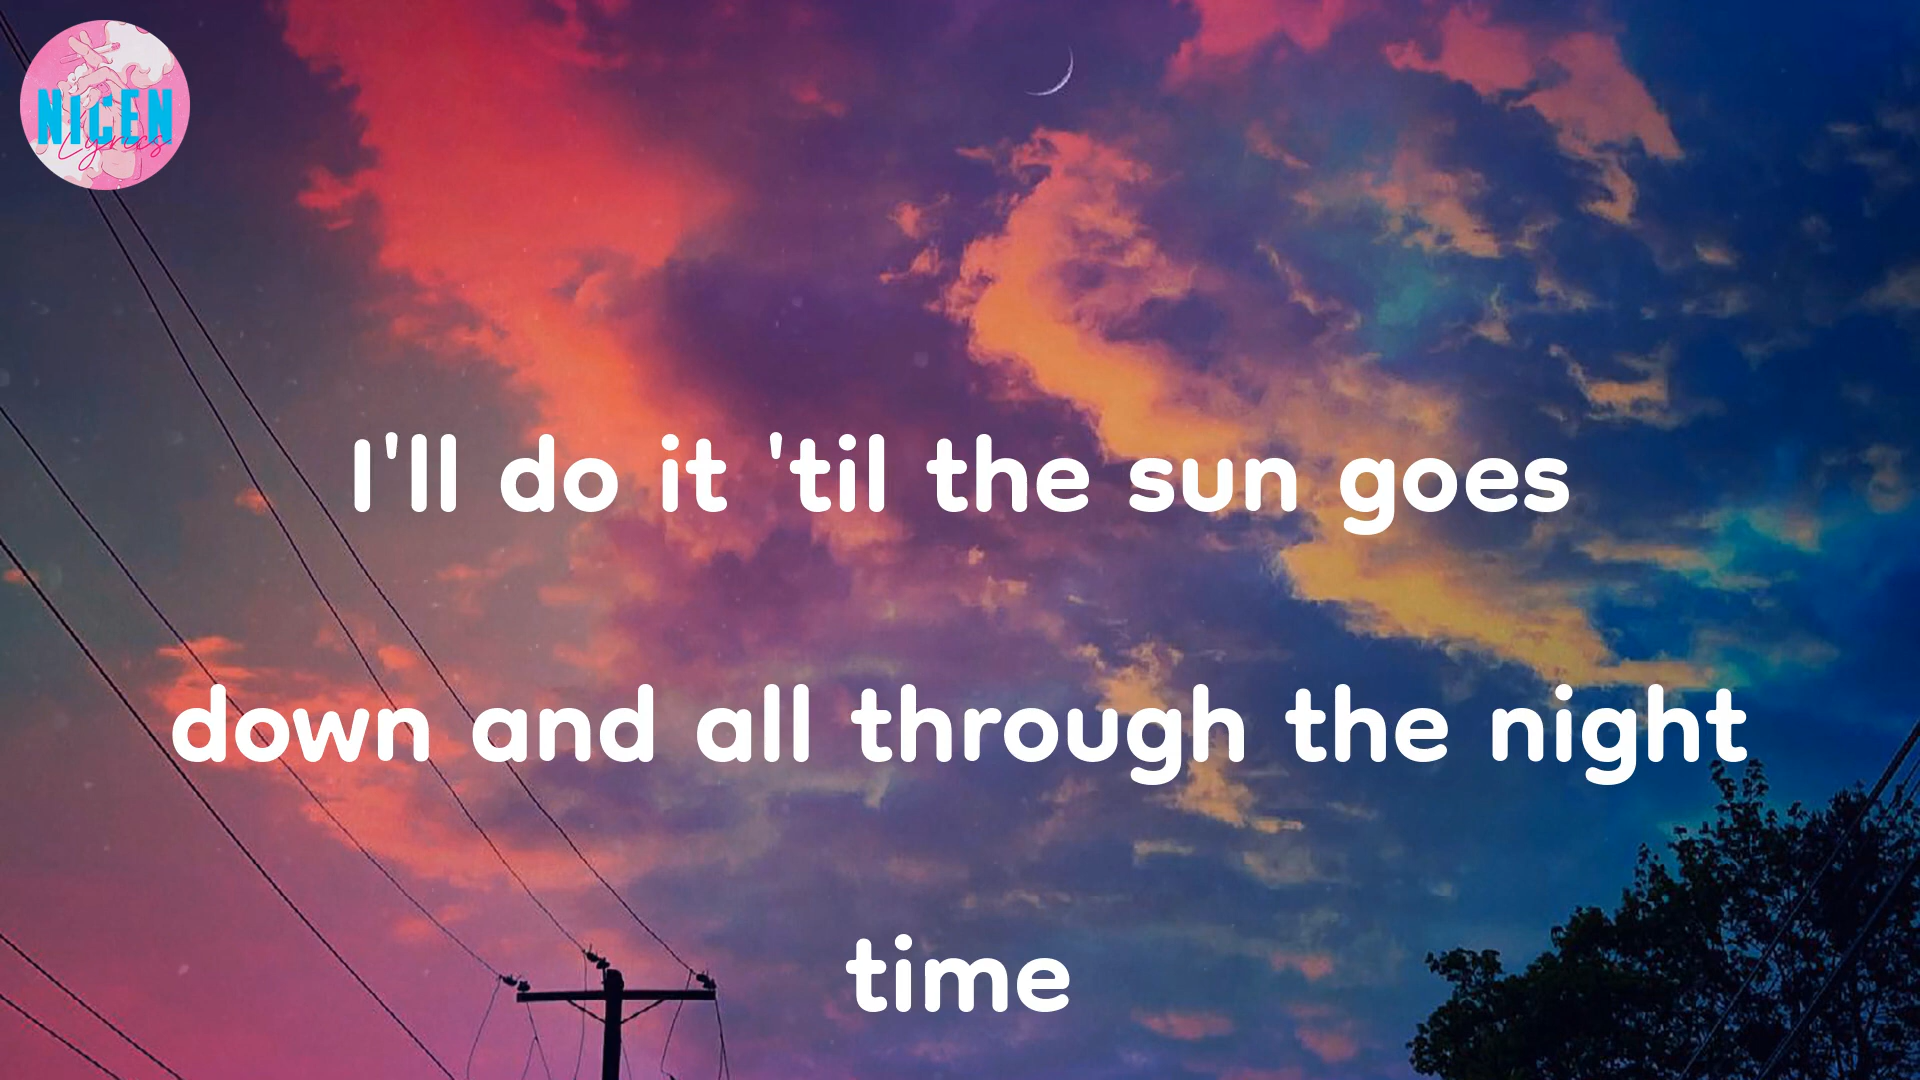 NICEN
Lyrics
I'll do it 'til the sun goes
down and all through the night
time